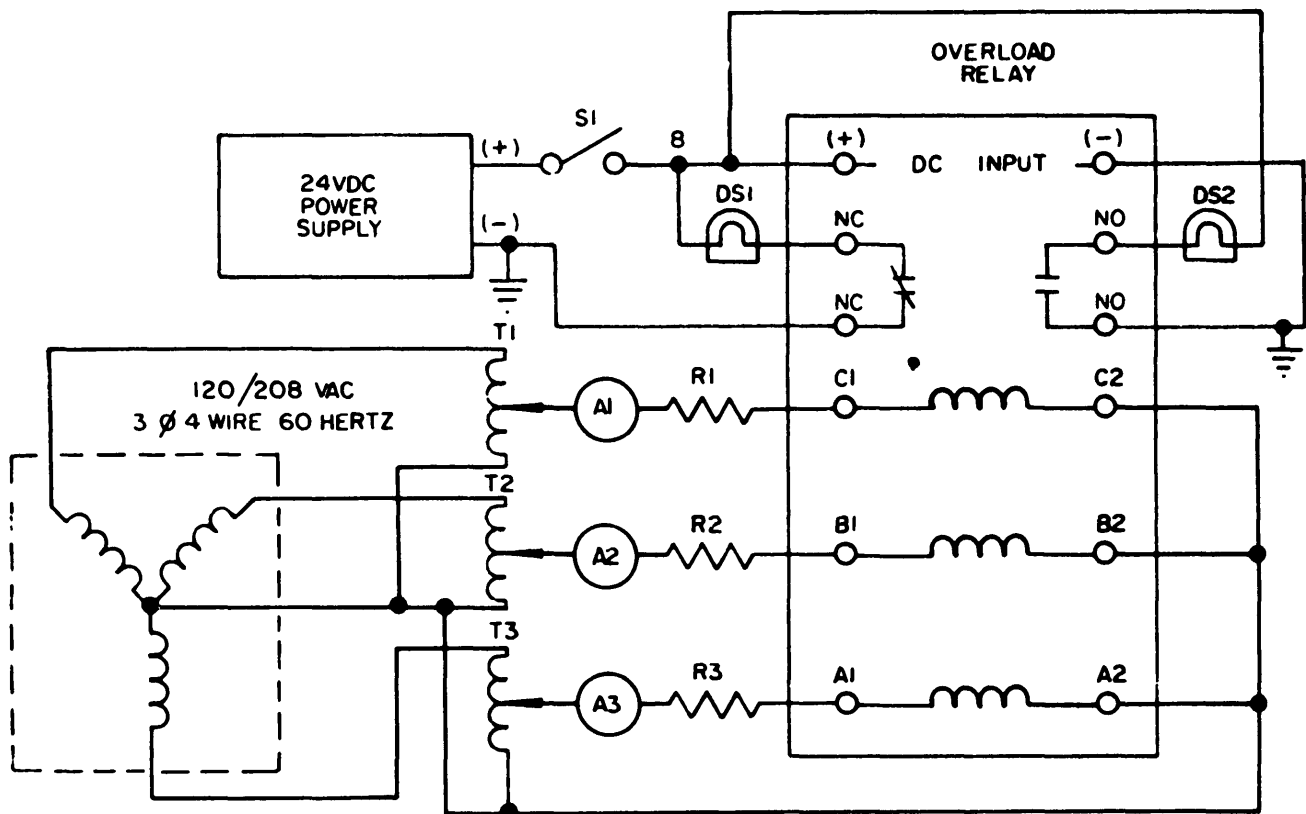 OVERLOAD
RELAY
S1
8
(+)
(+)
DC INPUT
(-)
24VDC
POWER
SUPPLY
(-)
DS1
NC
NO
DS2
NC
NO
T1
120/208 VAC
3 Ø 4 WIRE 60 HERTZ
A1
R1
C1
C2
T2
A2
R2
B1
B2
T3
A3
R3
A1
A2